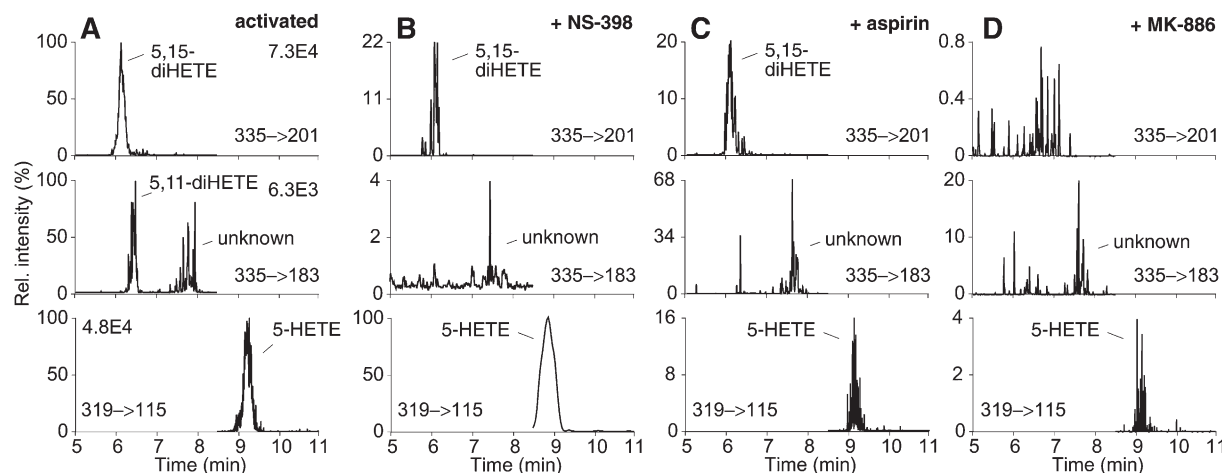 A activated B + NS-398 C + aspirin D + MK-886
100 5,15-diHETE 7.3E4 22 5,15-diHETE 20 5,15-diHETE 0.8
50 11 10 0.4
0 335–>201 0 335–>201 0 335–>201 0 335–>201
100 5,11-diHETE 6.3E3 4 68 20
50 unknown 2 unknown 34 unknown 10 unknown
0 335–>183 0 335–>183 0 335–>183 0 335–>183
Rel. intensity (%)
100 4.8E4 5-HETE 100 5-HETE 16 5-HETE 4 5-HETE
50 50 8 2
319–>115 319–>115 319–>115 319–>115
0 0 0 0
5 6 7 8 9 10 11 5 6 7 8 9 10 11 5 6 7 8 9 10 11 5 6 7 8 9 10 11
Time (min) Time (min) Time (min) Time (min)